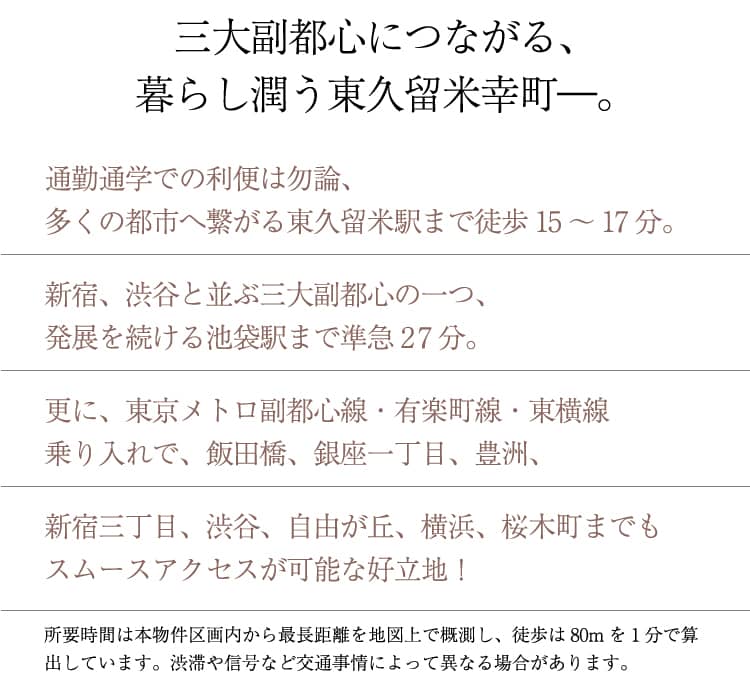 三大副都心につながる、
暮らし潤う東久留米幸町―。
通勤通学での利便は勿論、
多くの都市へ繋がる東久留米駅まで徒歩 15 ～ 17 分。
新宿、渋谷と並ぶ三大副都心の一つ、
発展を続ける池袋駅まで準急 27 分。
更に、東京メトロ副都心線・有楽町線・東横線
乗り入れで、飯田橋、銀座一丁目、豊洲、
新宿三丁目、渋谷、自由が丘、横浜、桜木町までも
スムースアクセスが可能な好立地！
所要時間は本物件区画内から最長距離を地図上で概測し、徒歩は 80m を 1 分で算
出しています。渋滞や信号など交通事情によって異なる場合があります。